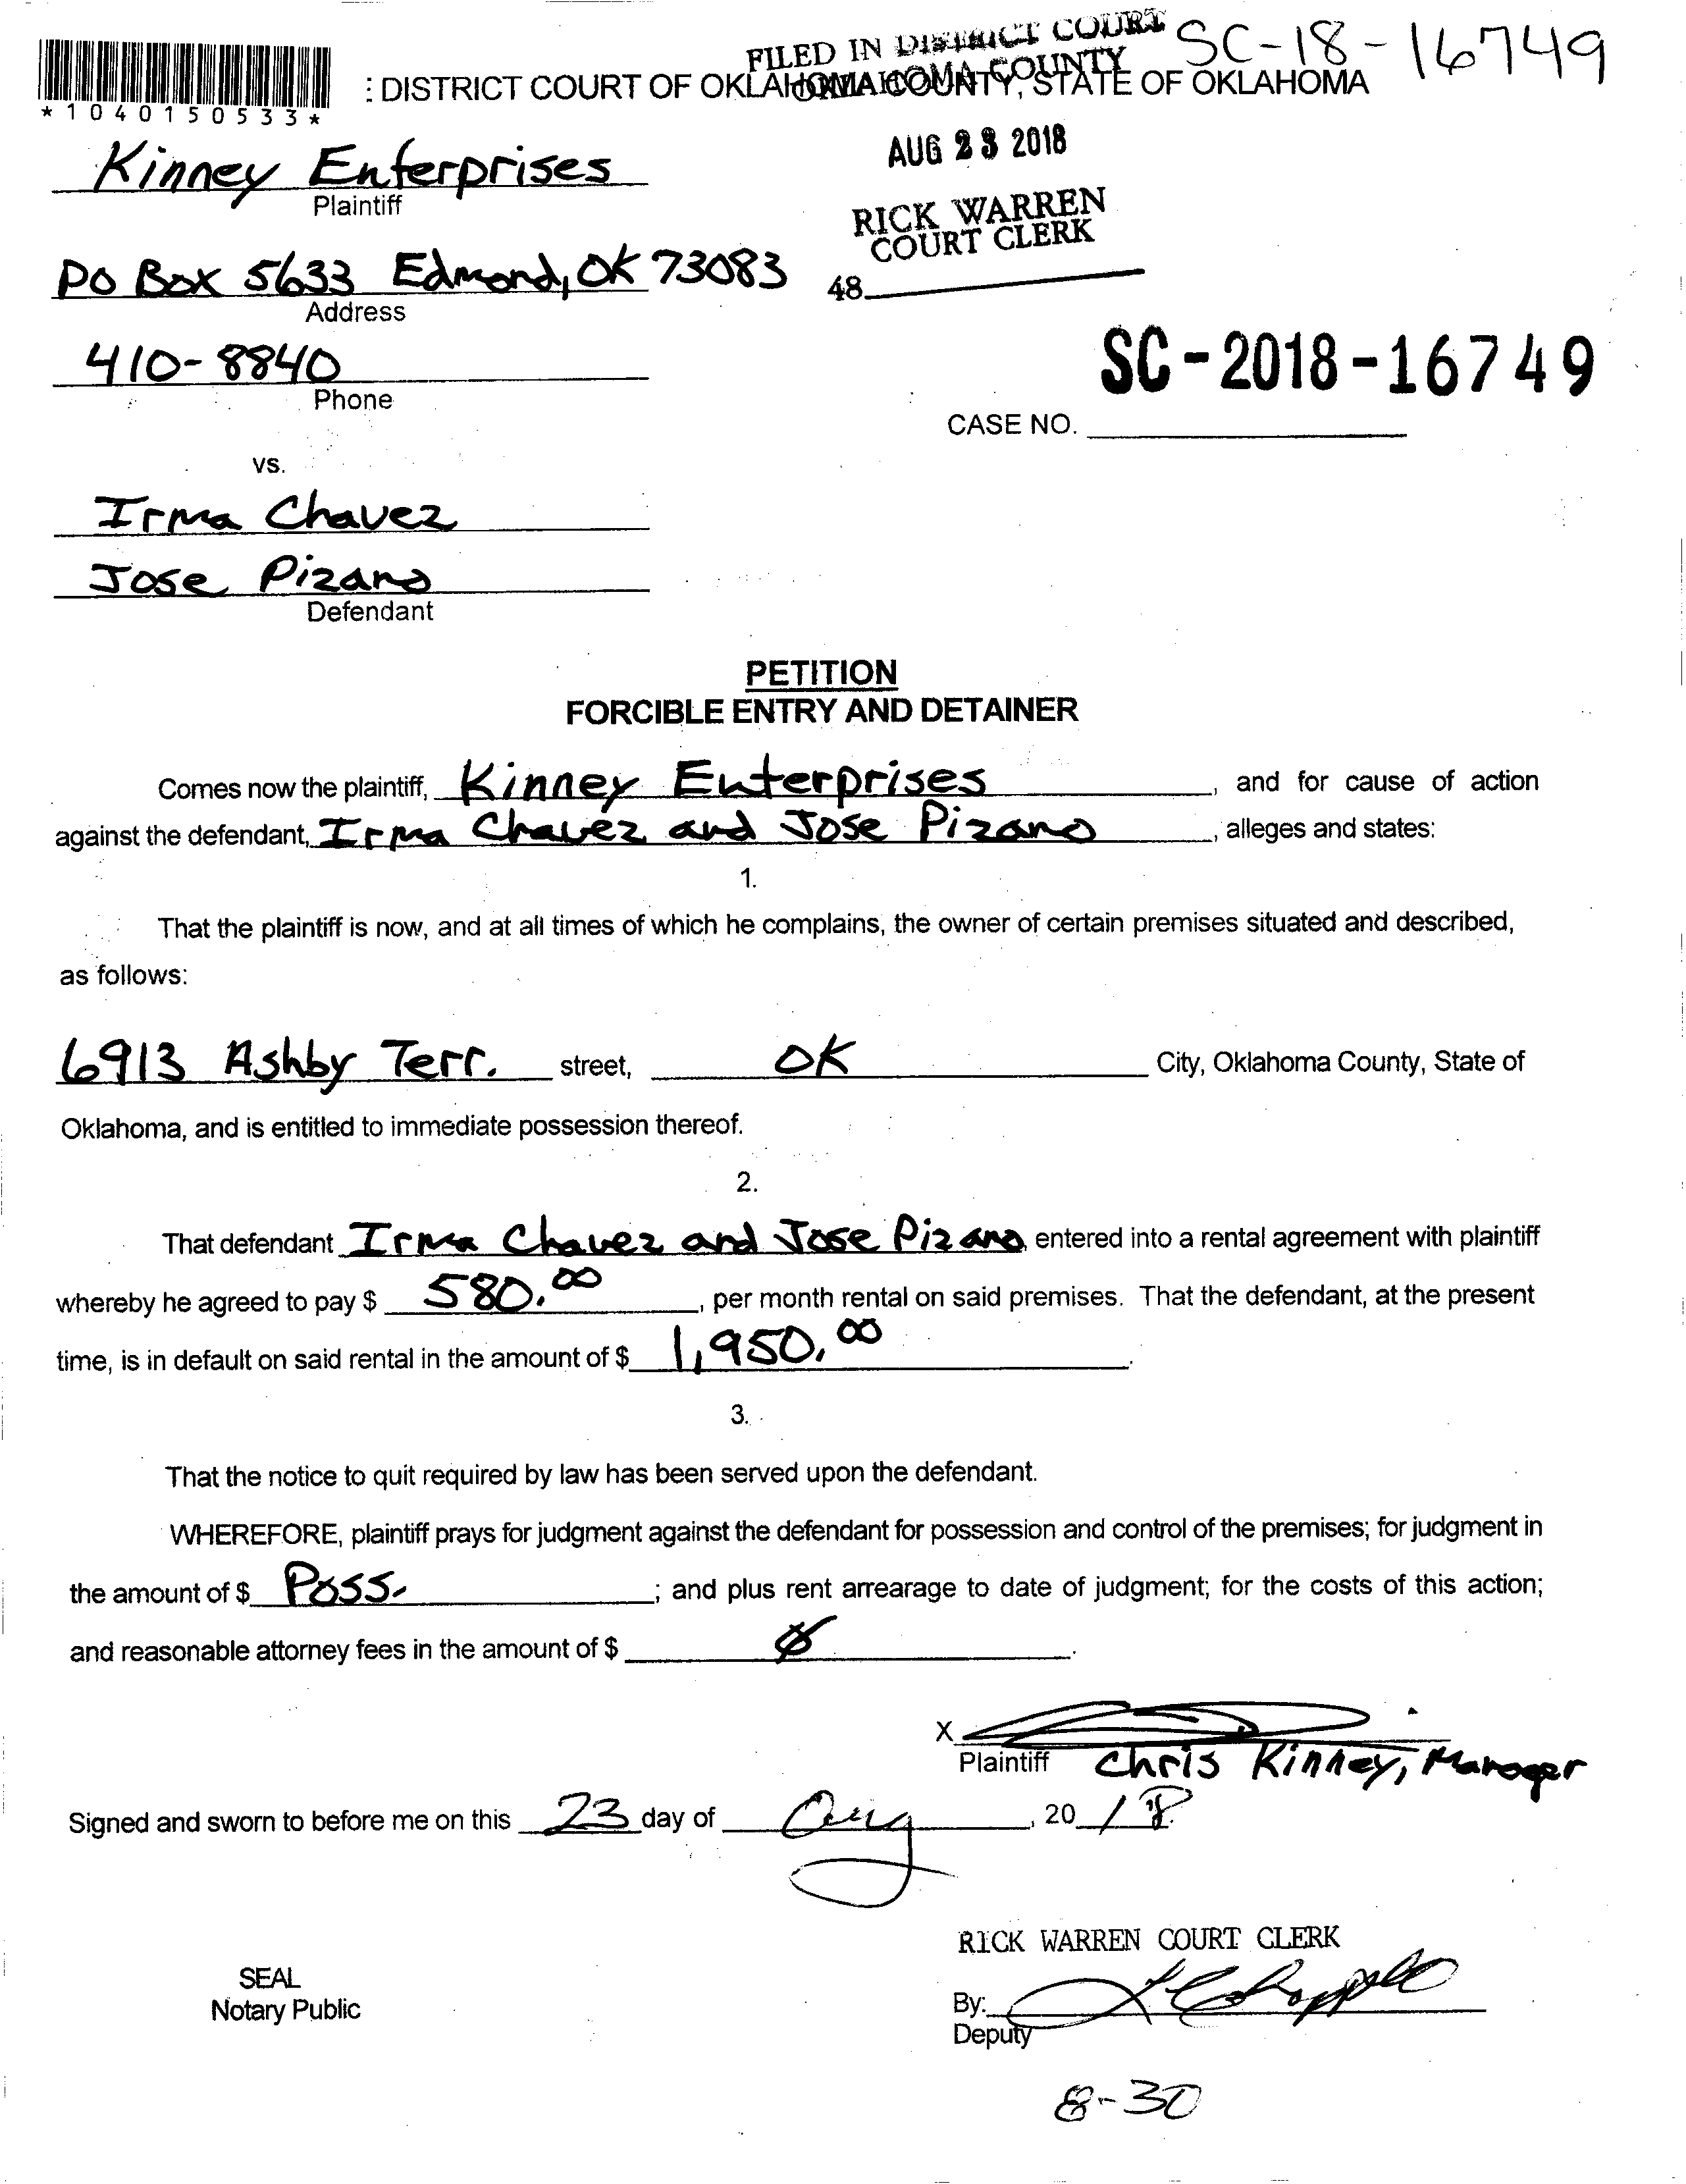 FILED IN DISTRICT COURT
OKLAHOMA COUNTY
SC-18-16749
: DISTRICT COURT OF OKLAHOMA COUNTY, STATE OF OKLAHOMA
*1040150533*
AUG 23 2018
Kinney Enterprises
Plaintiff
RICK WARREN
COURT CLERK
PO Box 5633 Edmond, OK 73083
48
Address
410-8840
Phone
SC-2018-16749
CASE NO.
vs.
Irma Chavez
Jose Pizano
Defendant
PETITION
FORCIBLE ENTRY AND DETAINER
Comes now the plaintiff, Kinney Enterprises, and for cause of action
against the defendant, Irma Chavez and Jose Pizano, alleges and states:
1.
That the plaintiff is now, and at all times of which he complains, the owner of certain premises situated and described,
as follows:
6913 Ashby Terr. street, OK City, Oklahoma County, State of
Oklahoma, and is entitled to immediate possession thereof.
2.
That defendant Irma Chavez and Jose Pizano entered into a rental agreement with plaintiff
whereby he agreed to pay $ 580.00, per month rental on said premises. That the defendant, at the present
time, is in default on said rental in the amount of $ 1,950.00.
3.
That the notice to quit required by law has been served upon the defendant.
WHEREFORE, plaintiff prays for judgment against the defendant for possession and control of the premises; for judgment in
the amount of $ Poss. ; and plus rent arrearage to date of judgment; for the costs of this action;
and reasonable attorney fees in the amount of $ .
X
Plaintiff Chris Kinney, Manager
Signed and sworn to before me on this 23 day of Aug, 20 18.
RICK WARREN COURT CLERK
SEAL
Notary Public
By:
Deputy
8-30